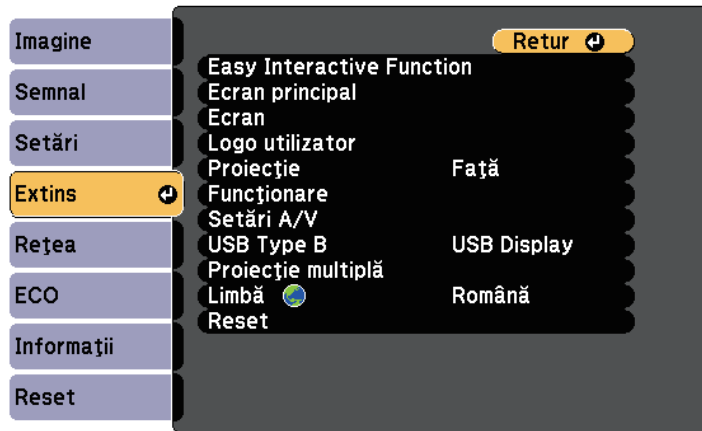 Imagine
Semnal
Setări
Extins
Reţea
ECO
Informaţii
Reset
Retur
Easy Interactive Function
Ecran principal
Ecran
Logo utilizator
Proiecţie Faţă
Funcţionare
Setări A/V
USB Type B USB Display
Proiecţie multiplă
Limbă Română
Reset